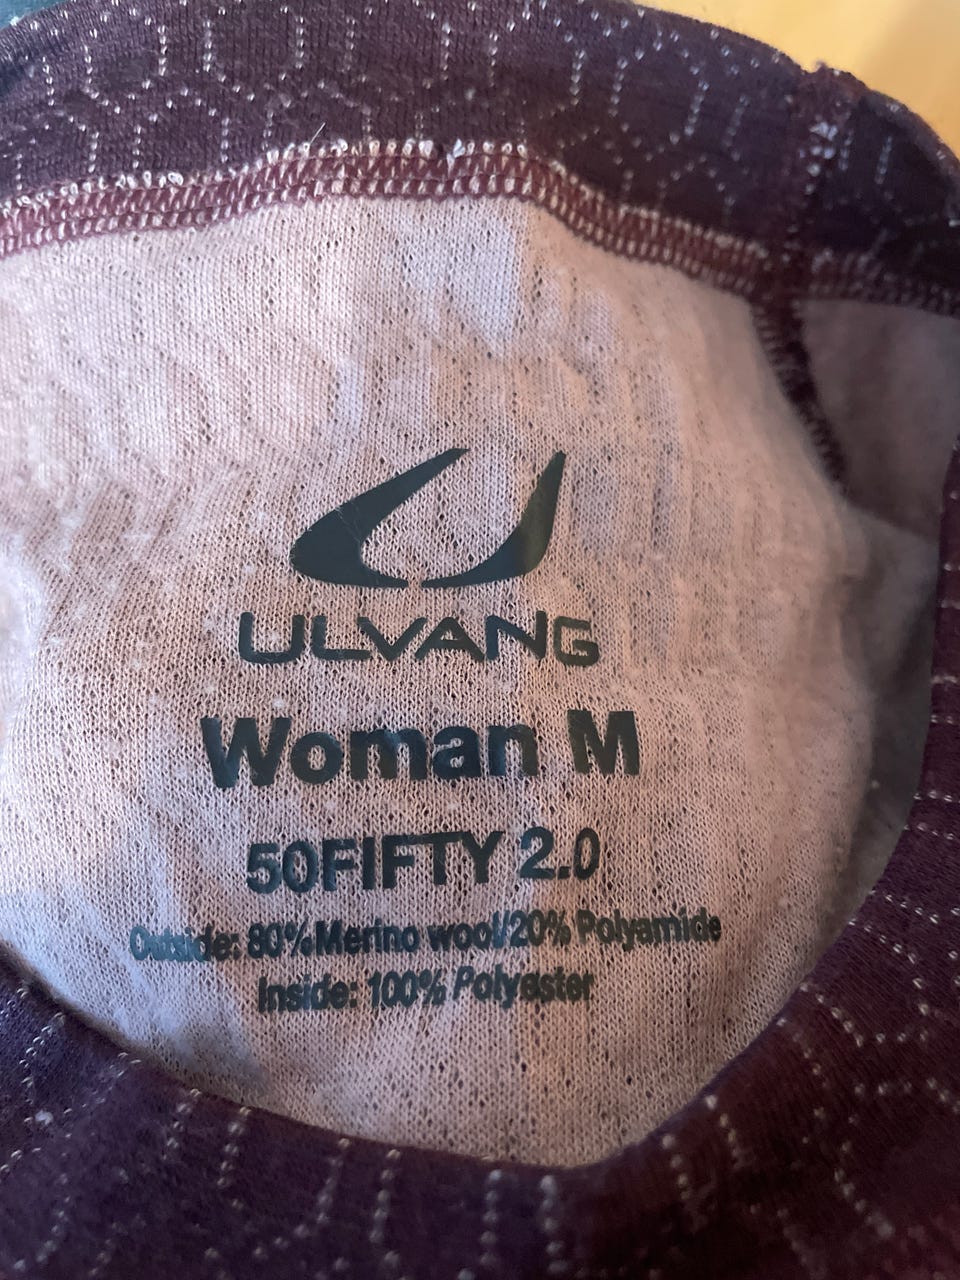 ULVANG
Woman M
50FIFTY 2.0
Outside: 80%Merino wool/20% Polyamide
Inside: 100% Polyester